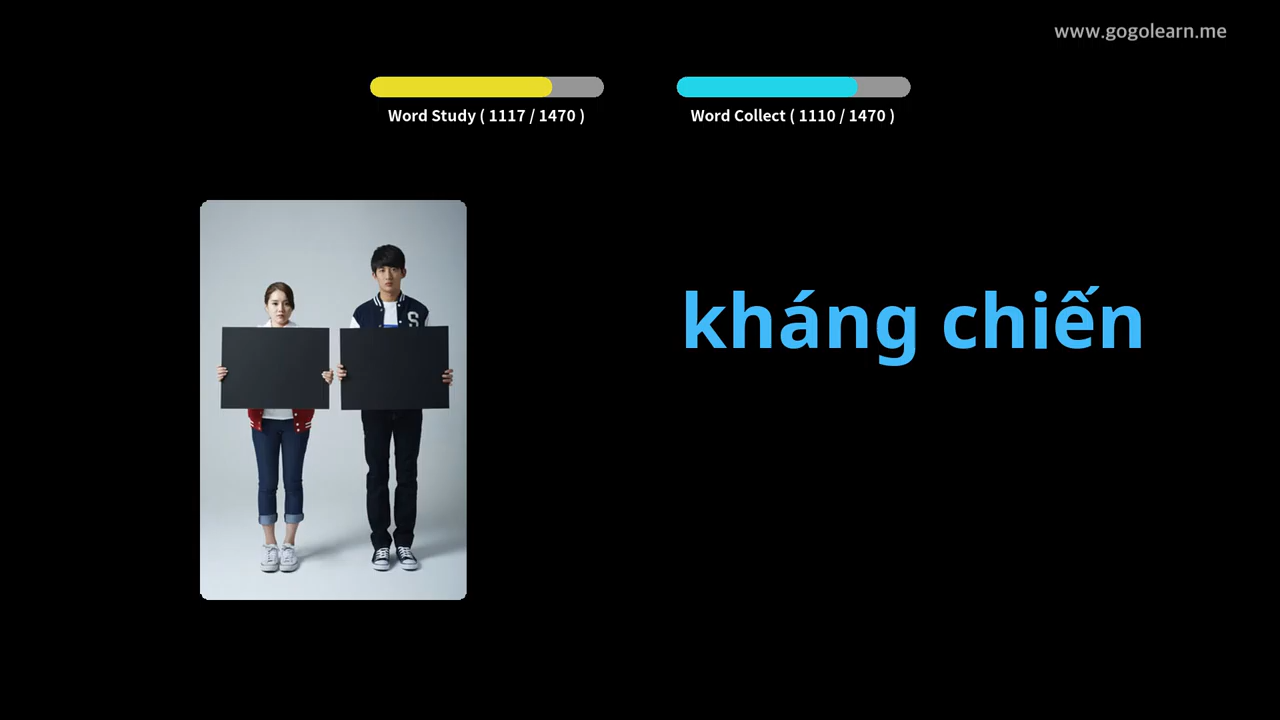 www.gogolearn.me
Word Study ( 1117 / 1470 )
Word Collect ( 1110 / 1470 )
S
kháng chiến